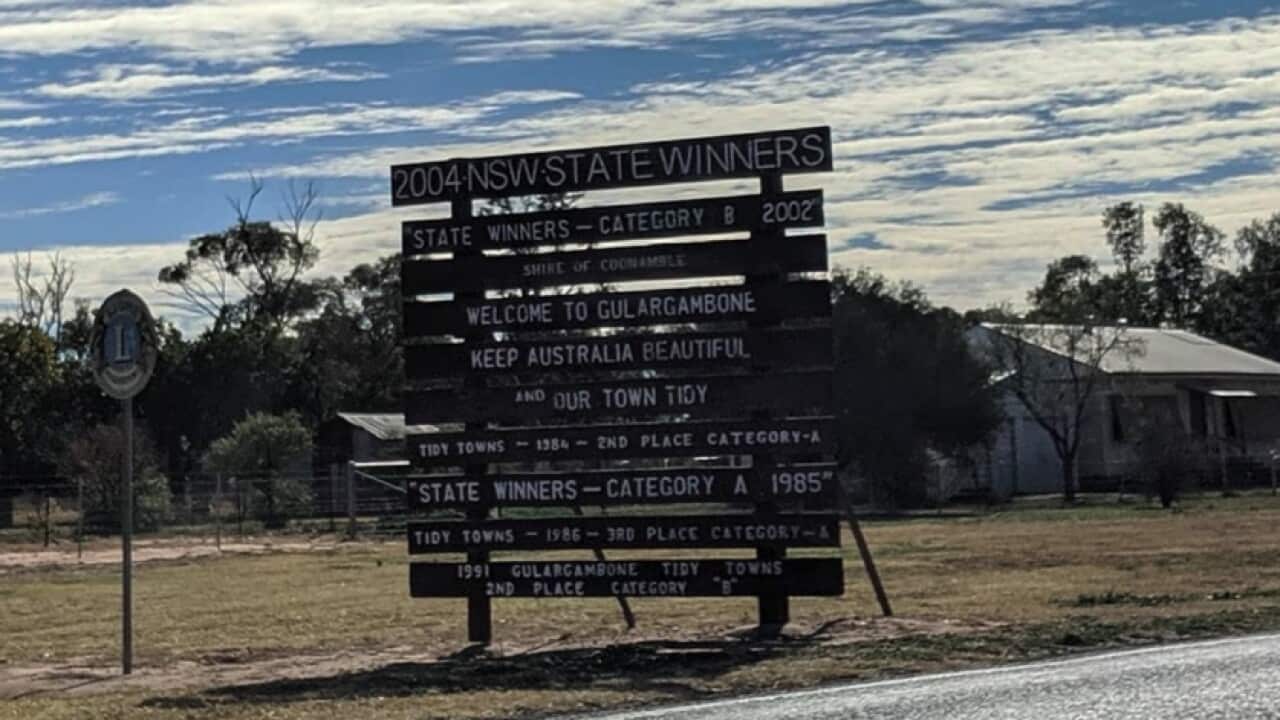 2004·NSW·STATE WINNERS
"STATE WINNERS – CATEGORY B 2002"
SHIRE OF COONAMBLE
WELCOME TO GULARGAMBONE
KEEP AUSTRALIA BEAUTIFUL
AND OUR TOWN TIDY
TIDY TOWNS – 1984 – 2ND PLACE CATEGORY-A
"STATE WINNERS – CATEGORY A 1985"
TIDY TOWNS – 1986 – 3RD PLACE CATEGORY-A
1991 GULARGAMBONE TIDY TOWNS
2ND PLACE CATEGORY "B"
L